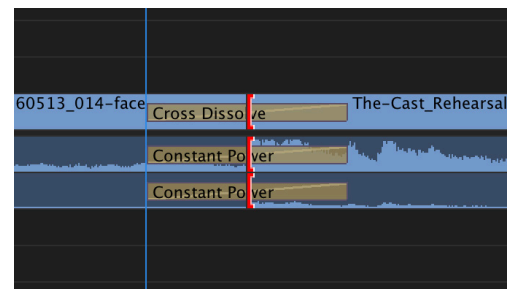 60513_014-face
Cross Dissolve
The-Cast_Rehearsal
Constant Power
Constant Power